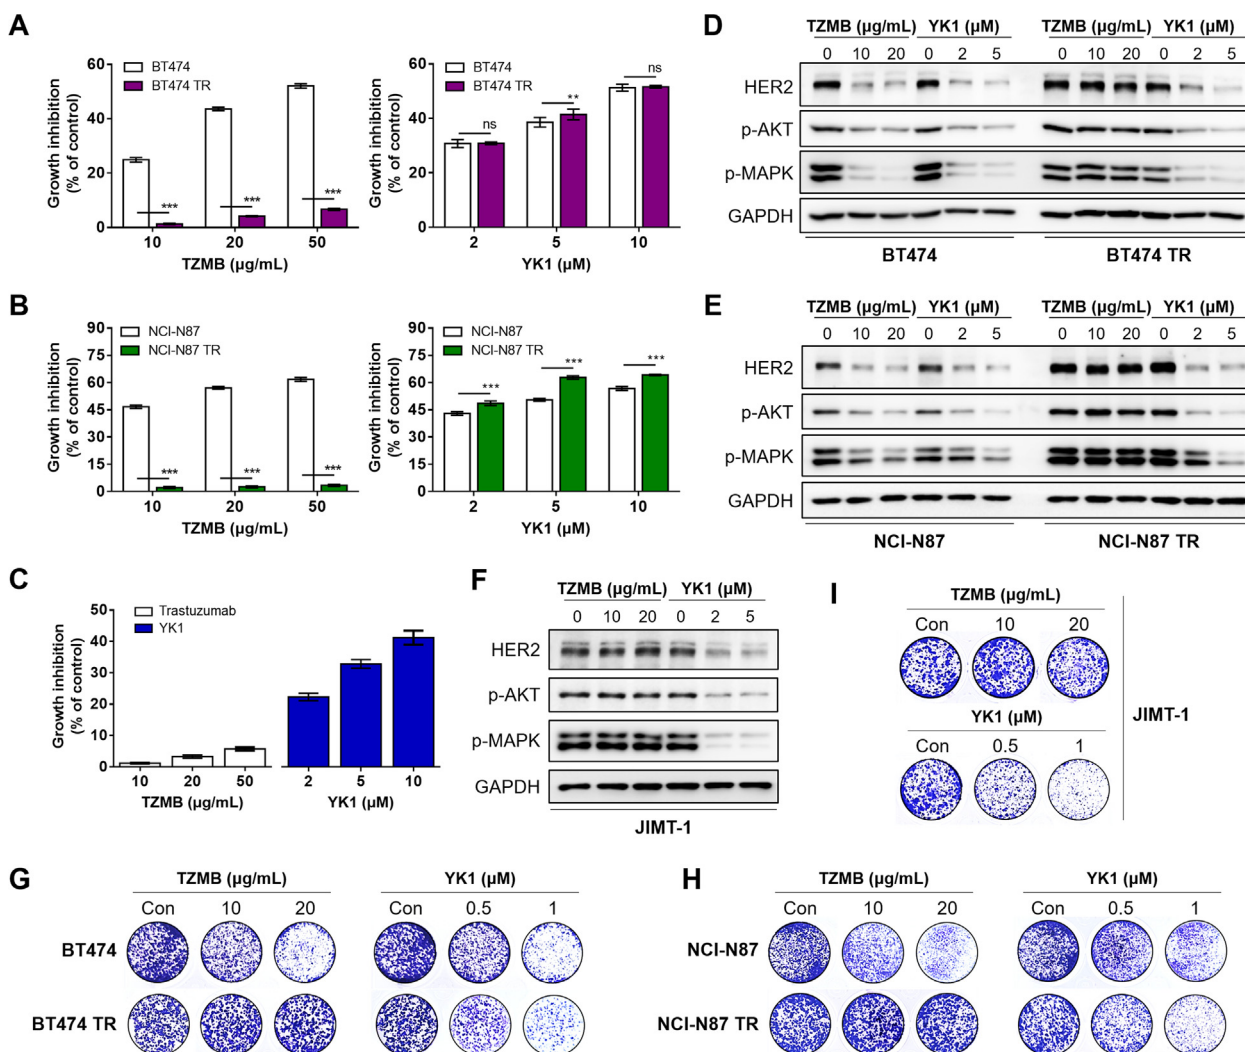 A
Growth inhibition
(% of control)
60
40
20
0
BT474
BT474 TR
***
***
***
10
20
50
TZMB (µg/mL)
Growth inhibition
(% of control)
60
40
20
0
BT474
BT474 TR
ns
**
ns
2
5
10
YK1 (µM)
B
Growth inhibition
(% of control)
90
75
60
45
30
15
0
NCI-N87
NCI-N87 TR
***
***
***
10
20
50
TZMB (µg/mL)
Growth inhibition
(% of control)
90
75
60
45
30
15
0
NCI-N87
NCI-N87 TR
***
***
***
2
5
10
YK1 (µM)
C
Growth inhibition
(% of control)
50
40
30
20
10
0
Trastuzumab
YK1
10
20
50
2
5
10
TZMB (µg/mL)
YK1 (µM)
D
TZMB (µg/mL) YK1 (µM) TZMB (µg/mL) YK1 (µM)
0 10 20 0 2 5 0 10 20 0 2 5
HER2
p-AKT
p-MAPK
GAPDH
BT474 BT474 TR
E
TZMB (µg/mL) YK1 (µM) TZMB (µg/mL) YK1 (µM)
0 10 20 0 2 5 0 10 20 0 2 5
HER2
p-AKT
p-MAPK
GAPDH
NCI-N87 NCI-N87 TR
F
TZMB (µg/mL) YK1 (µM)
0 10 20 0 2 5
HER2
p-AKT
p-MAPK
GAPDH
JIMT-1
I
TZMB (µg/mL)
Con 10 20
YK1 (µM)
Con 0.5 1
JIMT-1
G
TZMB (µg/mL) YK1 (µM)
Con 10 20 Con 0.5 1
BT474
BT474 TR
H
TZMB (µg/mL) YK1 (µM)
Con 10 20 Con 0.5 1
NCI-N87
NCI-N87 TR